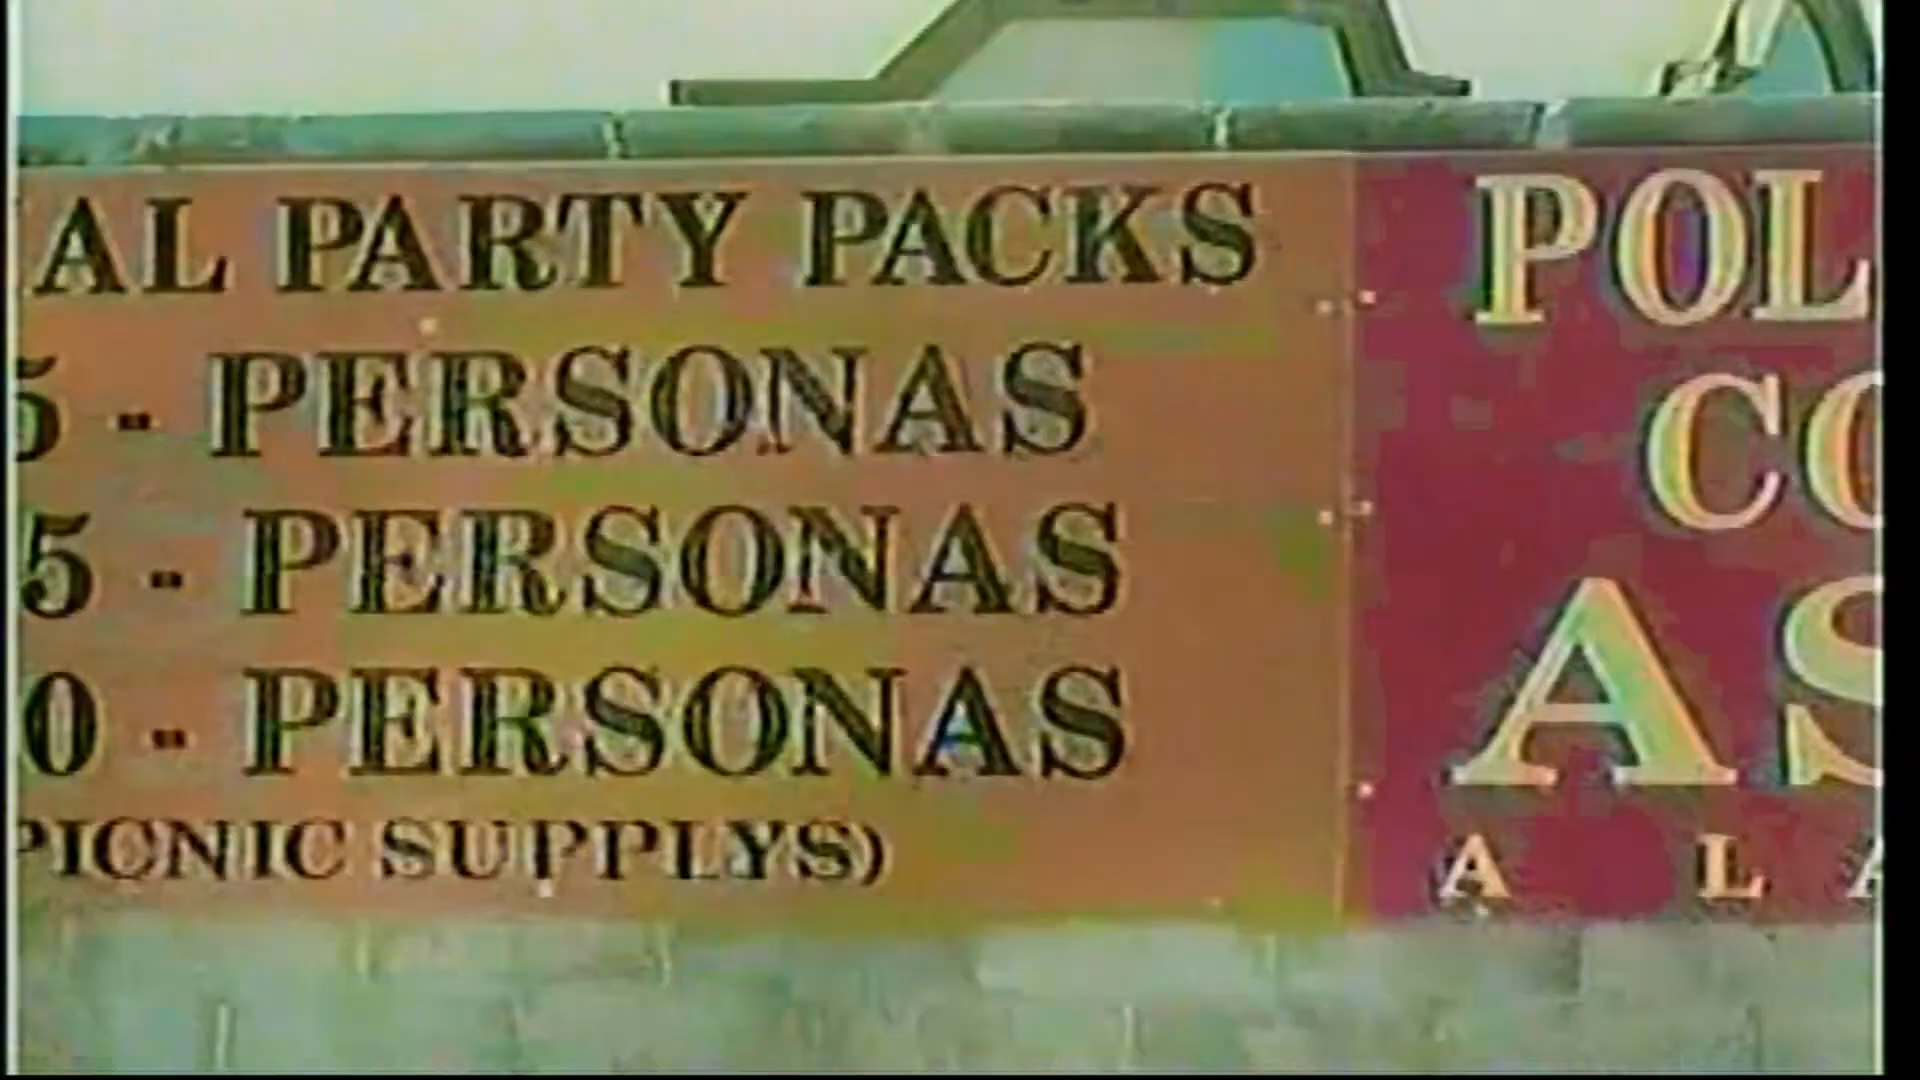 AL PARTY PACKS
5 - PERSONAS
5 - PERSONAS
0 - PERSONAS
PICNIC SUPPLYS)
POL
CO
AS
A L A